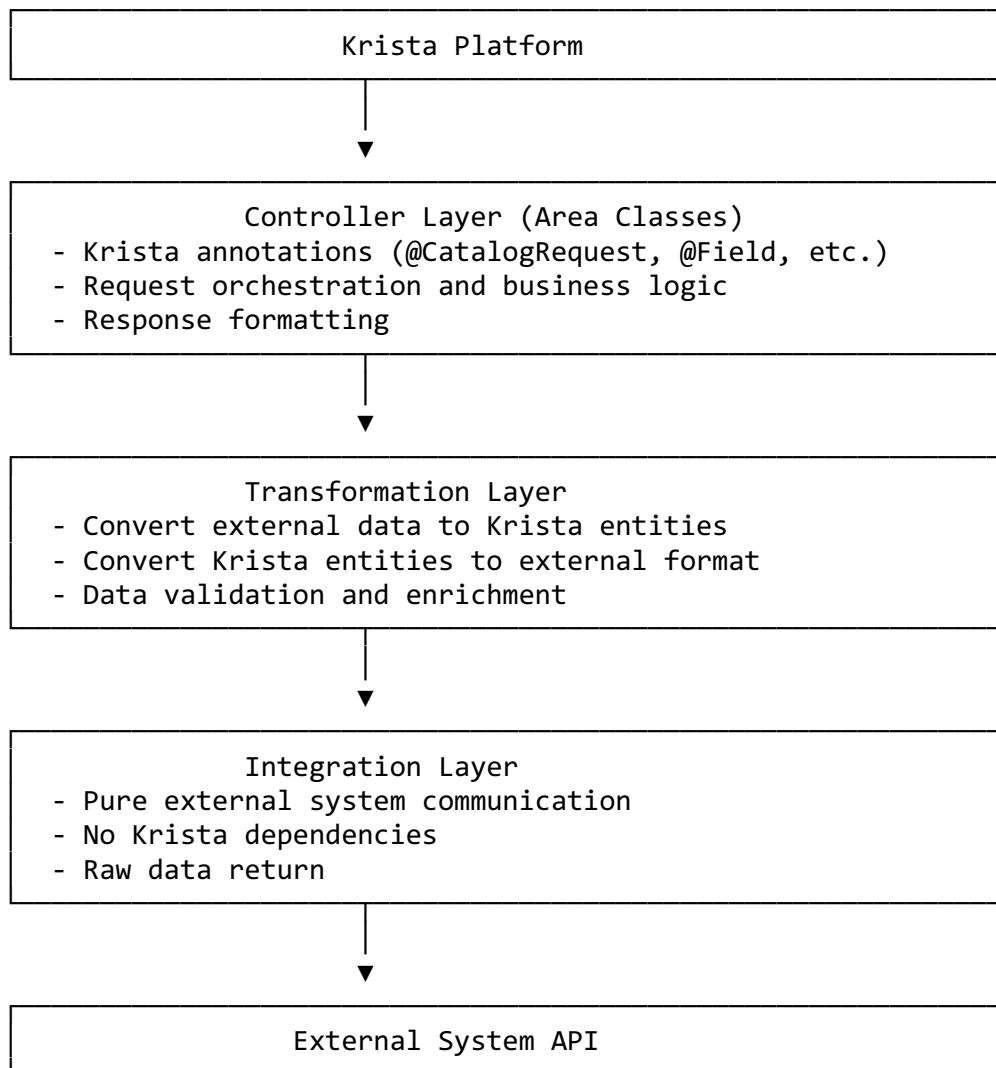 Krista Platform
Controller Layer (Area Classes)
- Krista annotations (@CatalogRequest, @Field, etc.)
- Request orchestration and business logic
- Response formatting
Transformation Layer
- Convert external data to Krista entities
- Convert Krista entities to external format
- Data validation and enrichment
Integration Layer
- Pure external system communication
- No Krista dependencies
- Raw data return
External System API